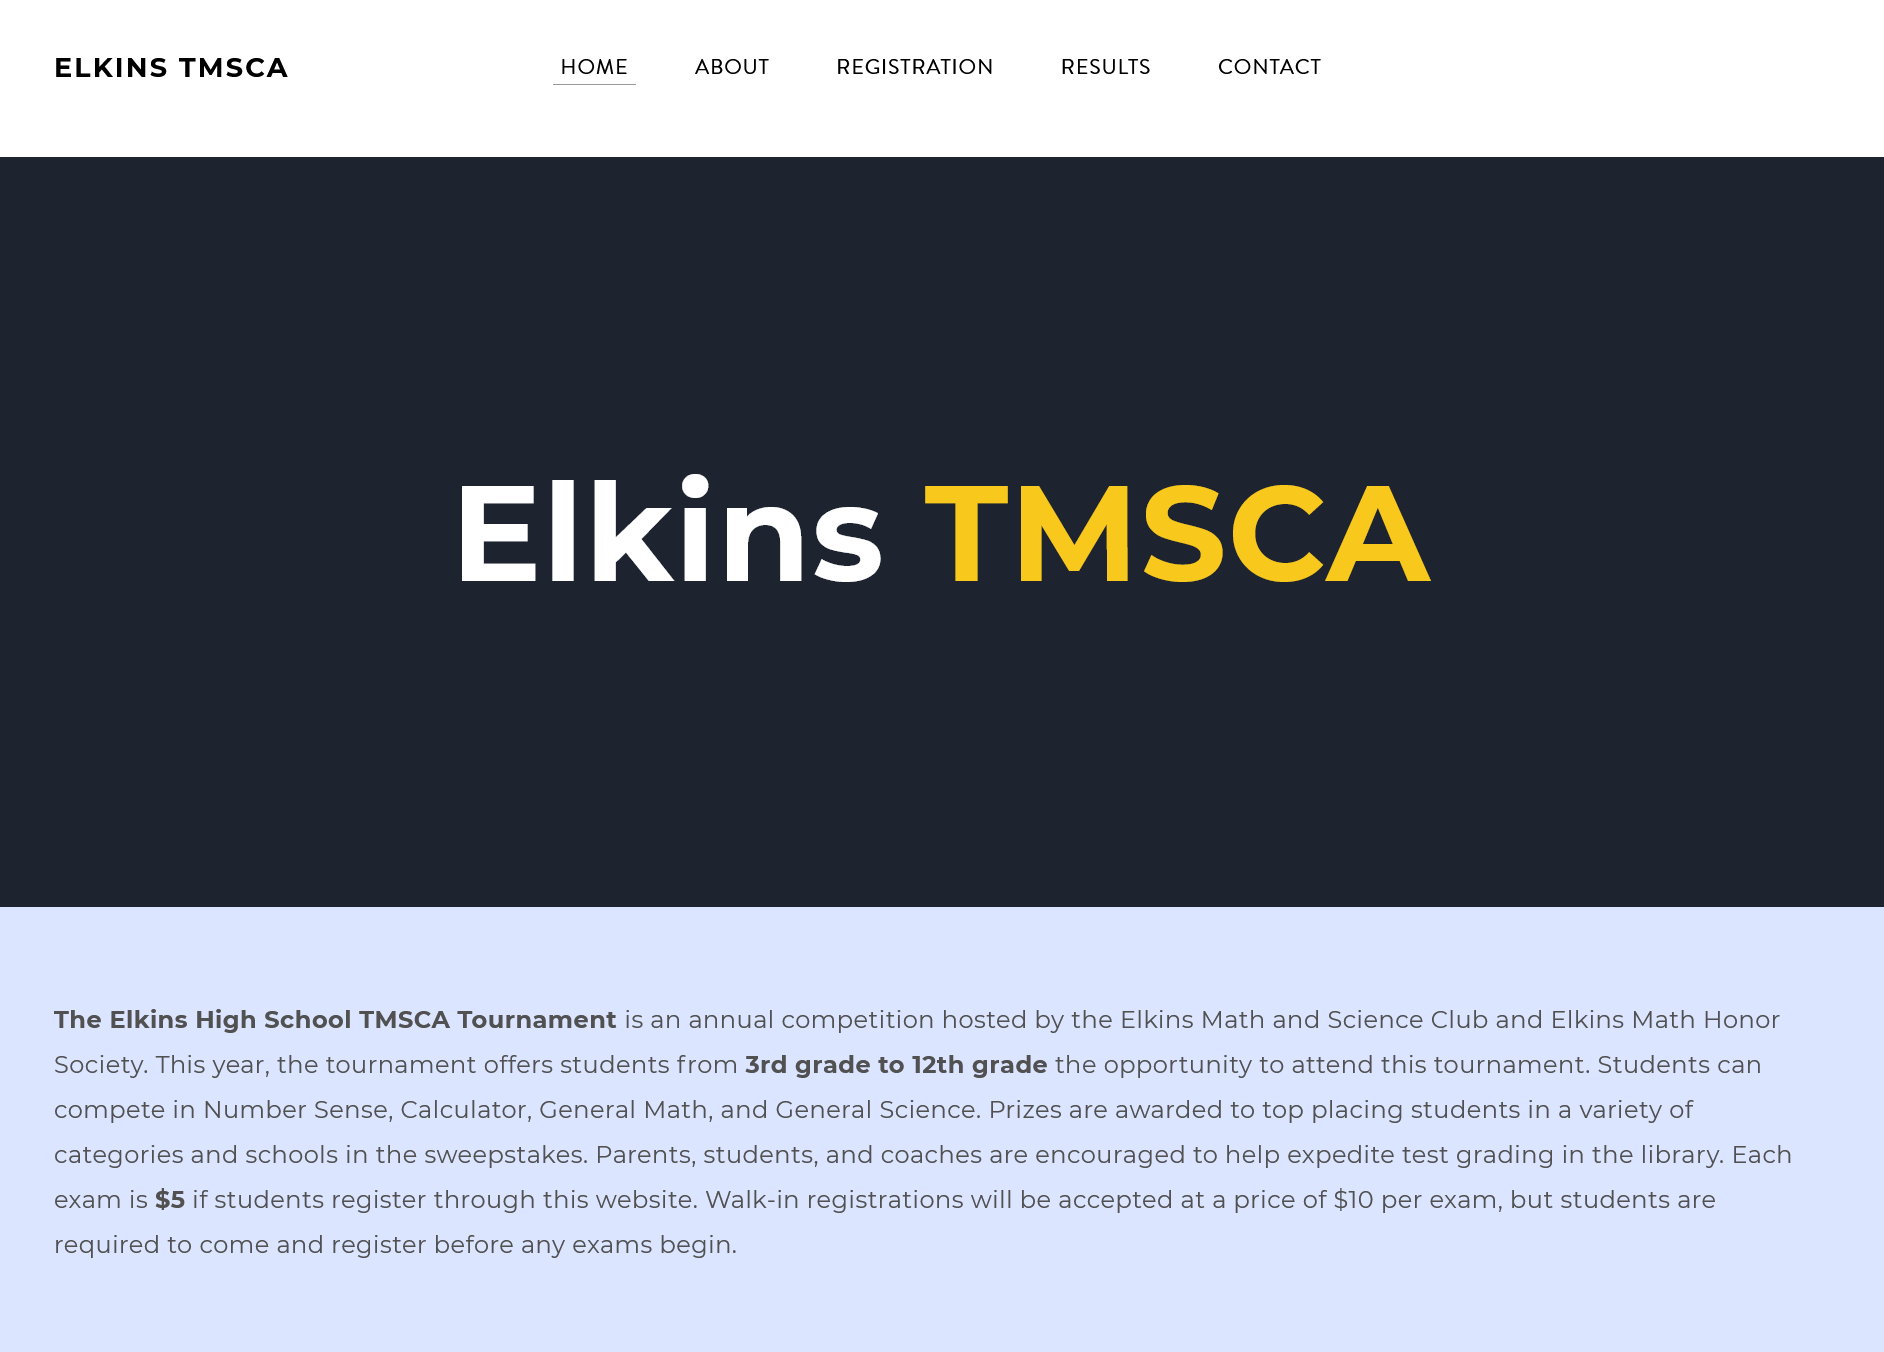 ELKINS TMSCA
HOME ABOUT REGISTRATION RESULTS CONTACT
Elkins TMSCA
The Elkins High School TMSCA Tournament is an annual competition hosted by the Elkins Math and Science Club and Elkins Math Honor
Society. This year, the tournament offers students from 3rd grade to 12th grade the opportunity to attend this tournament. Students can
compete in Number Sense, Calculator, General Math, and General Science. Prizes are awarded to top placing students in a variety of
categories and schools in the sweepstakes. Parents, students, and coaches are encouraged to help expedite test grading in the library. Each
exam is $5 if students register through this website. Walk-in registrations will be accepted at a price of $10 per exam, but students are
required to come and register before any exams begin.